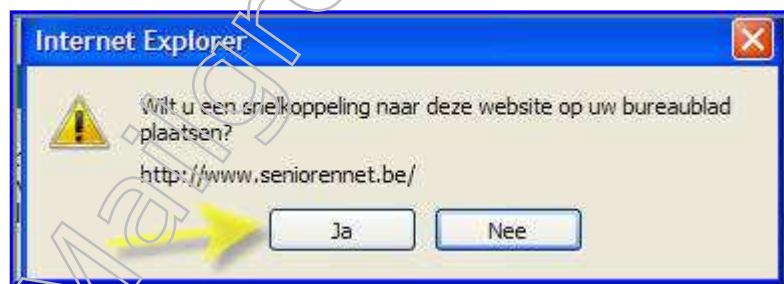 Internet Explorer
Wilt u een snelkoppeling naar deze website op uw bureaublad
plaatsen?
http://www.seniorennet.be/
Ja
Nee